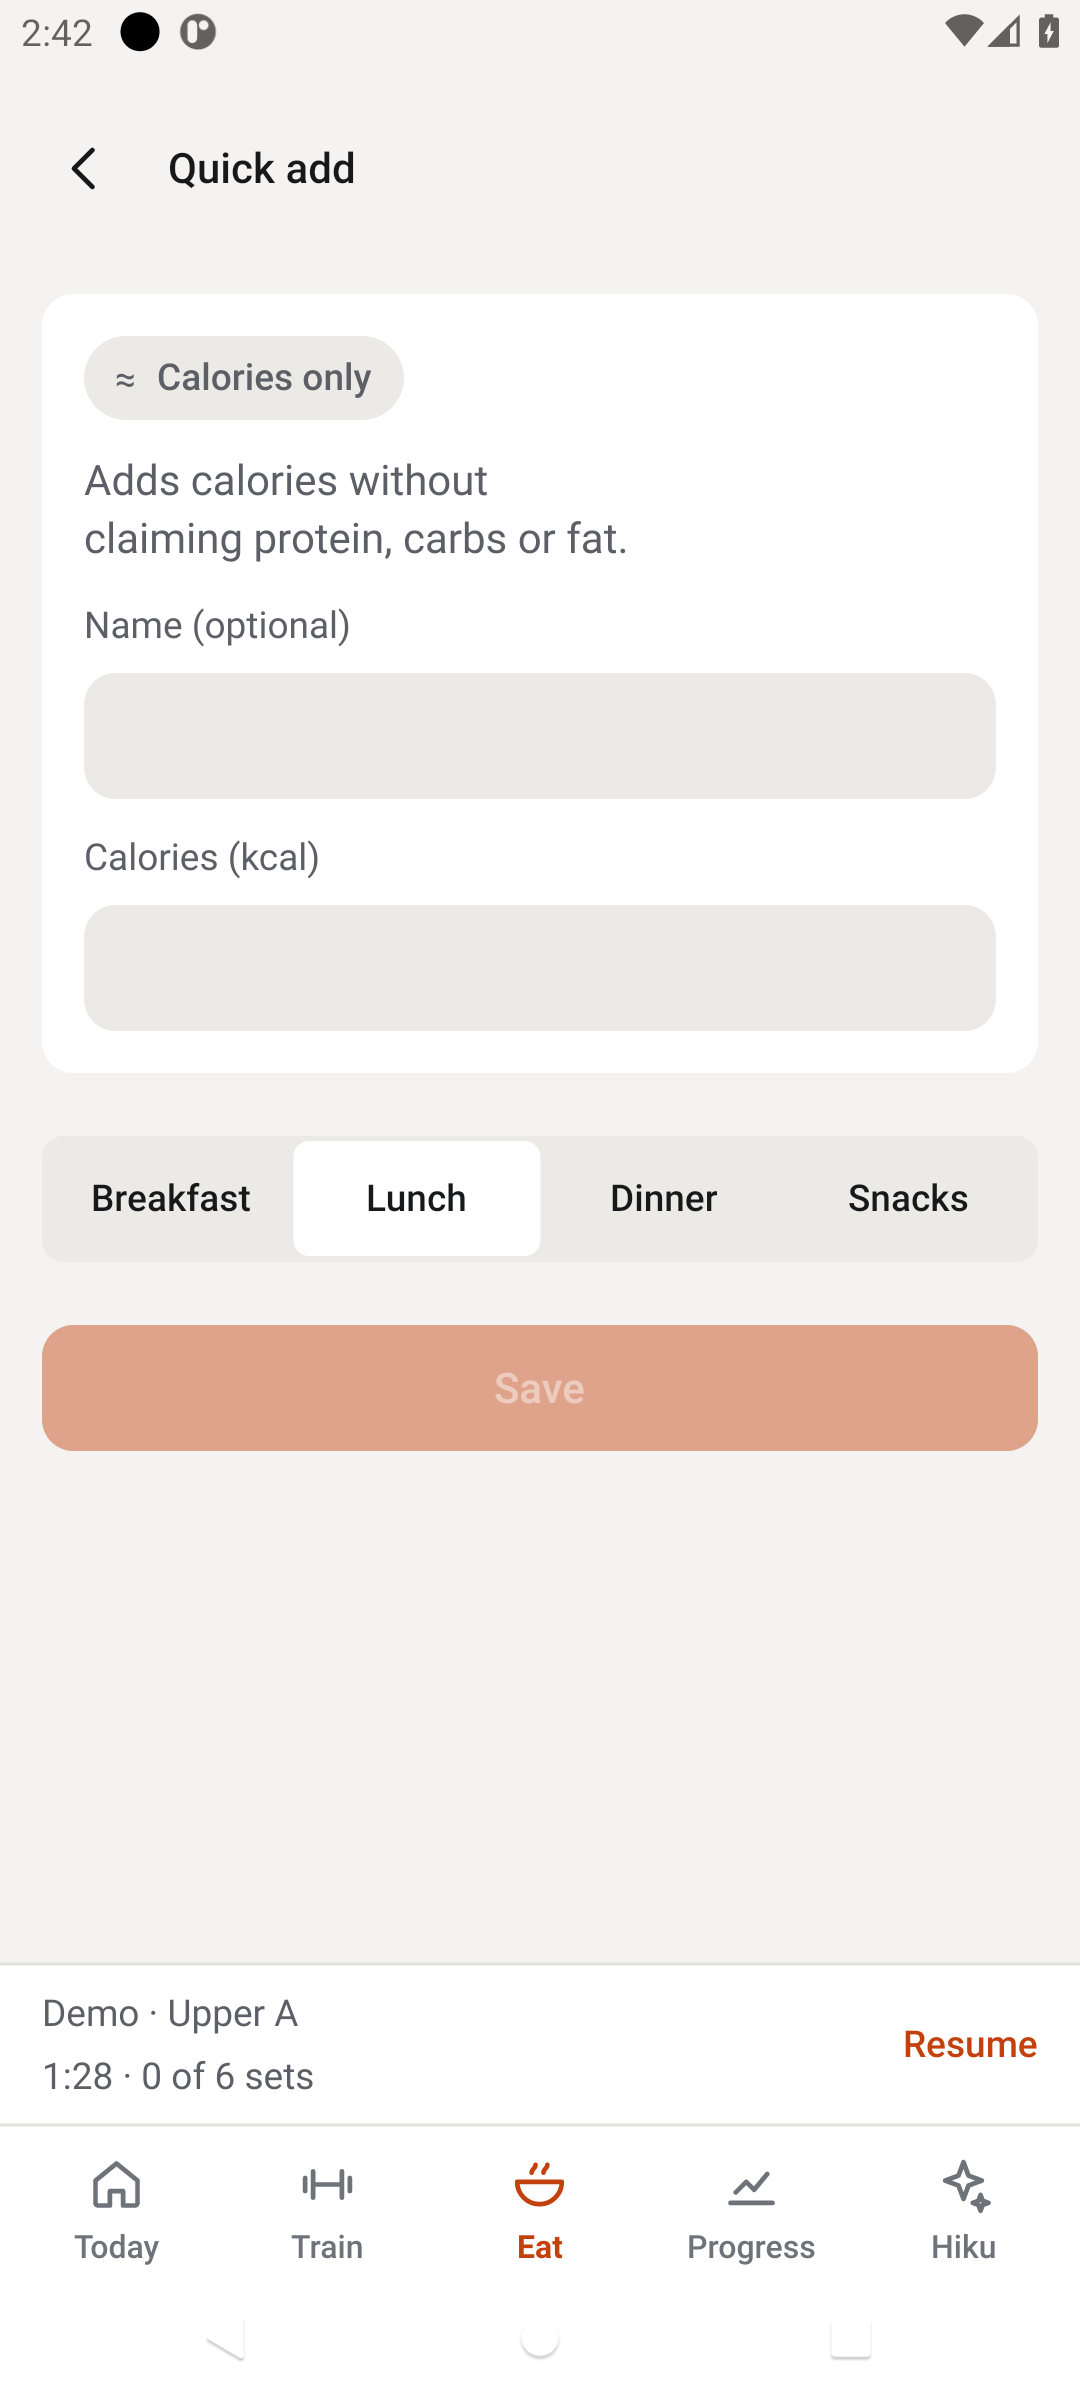 2:42
Quick add
≈ Calories only
Adds calories without
claiming protein, carbs or fat.
Name (optional)
Calories (kcal)
Breakfast Lunch Dinner Snacks
Save
Demo · Upper A
1:28 · 0 of 6 sets
Resume
Today Train Eat Progress Hiku